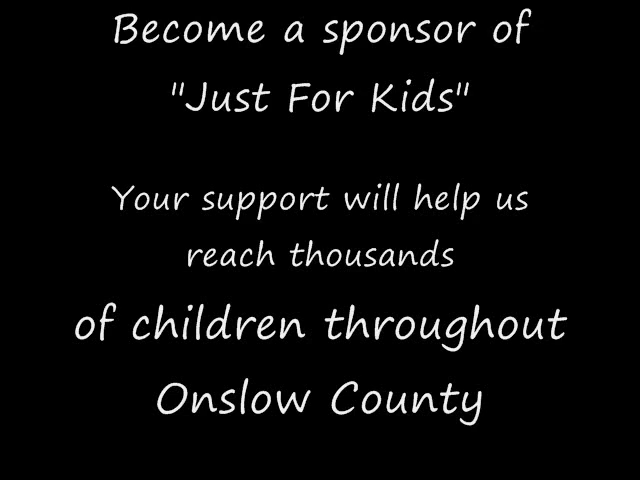 Become a sponsor of
"Just For Kids"
Your support will help us
reach thousands
of children throughout
Onslow County